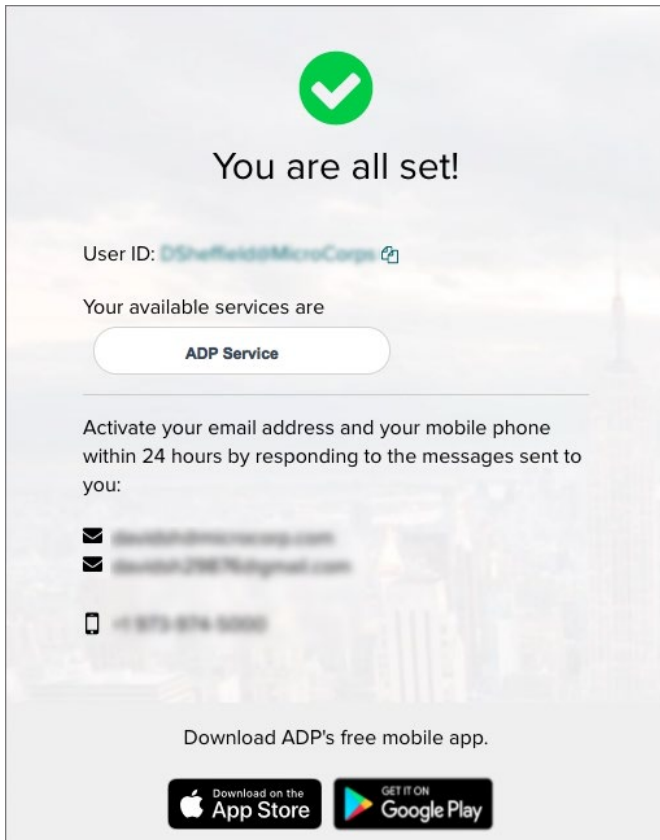 You are all set!
User ID:
Your available services are
ADP Service
Activate your email address and your mobile phone
within 24 hours by responding to the messages sent to
you:
Download ADP's free mobile app.
Download on the
App Store
GET IT ON
Google Play